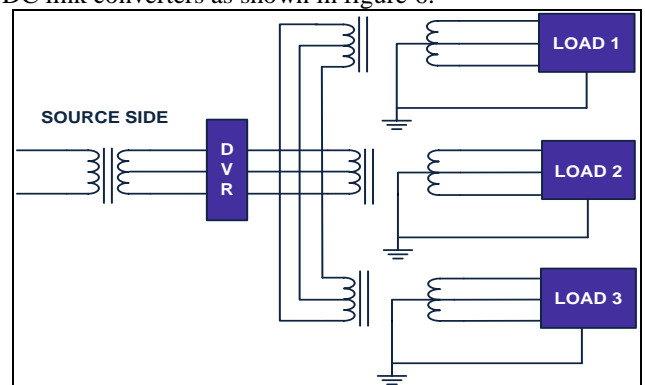 DC link converters as shown in figure 6.
LOAD 1
SOURCE SIDE
D
V
R
LOAD 2
LOAD 3